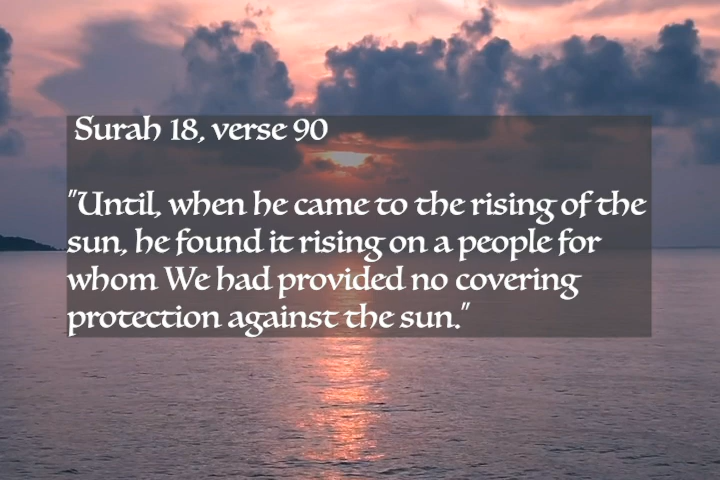 Surah 18, verse 90
"Until, when he came to the rising of the
sun, he found it rising on a people for
whom We had provided no covering
protection against the sun."